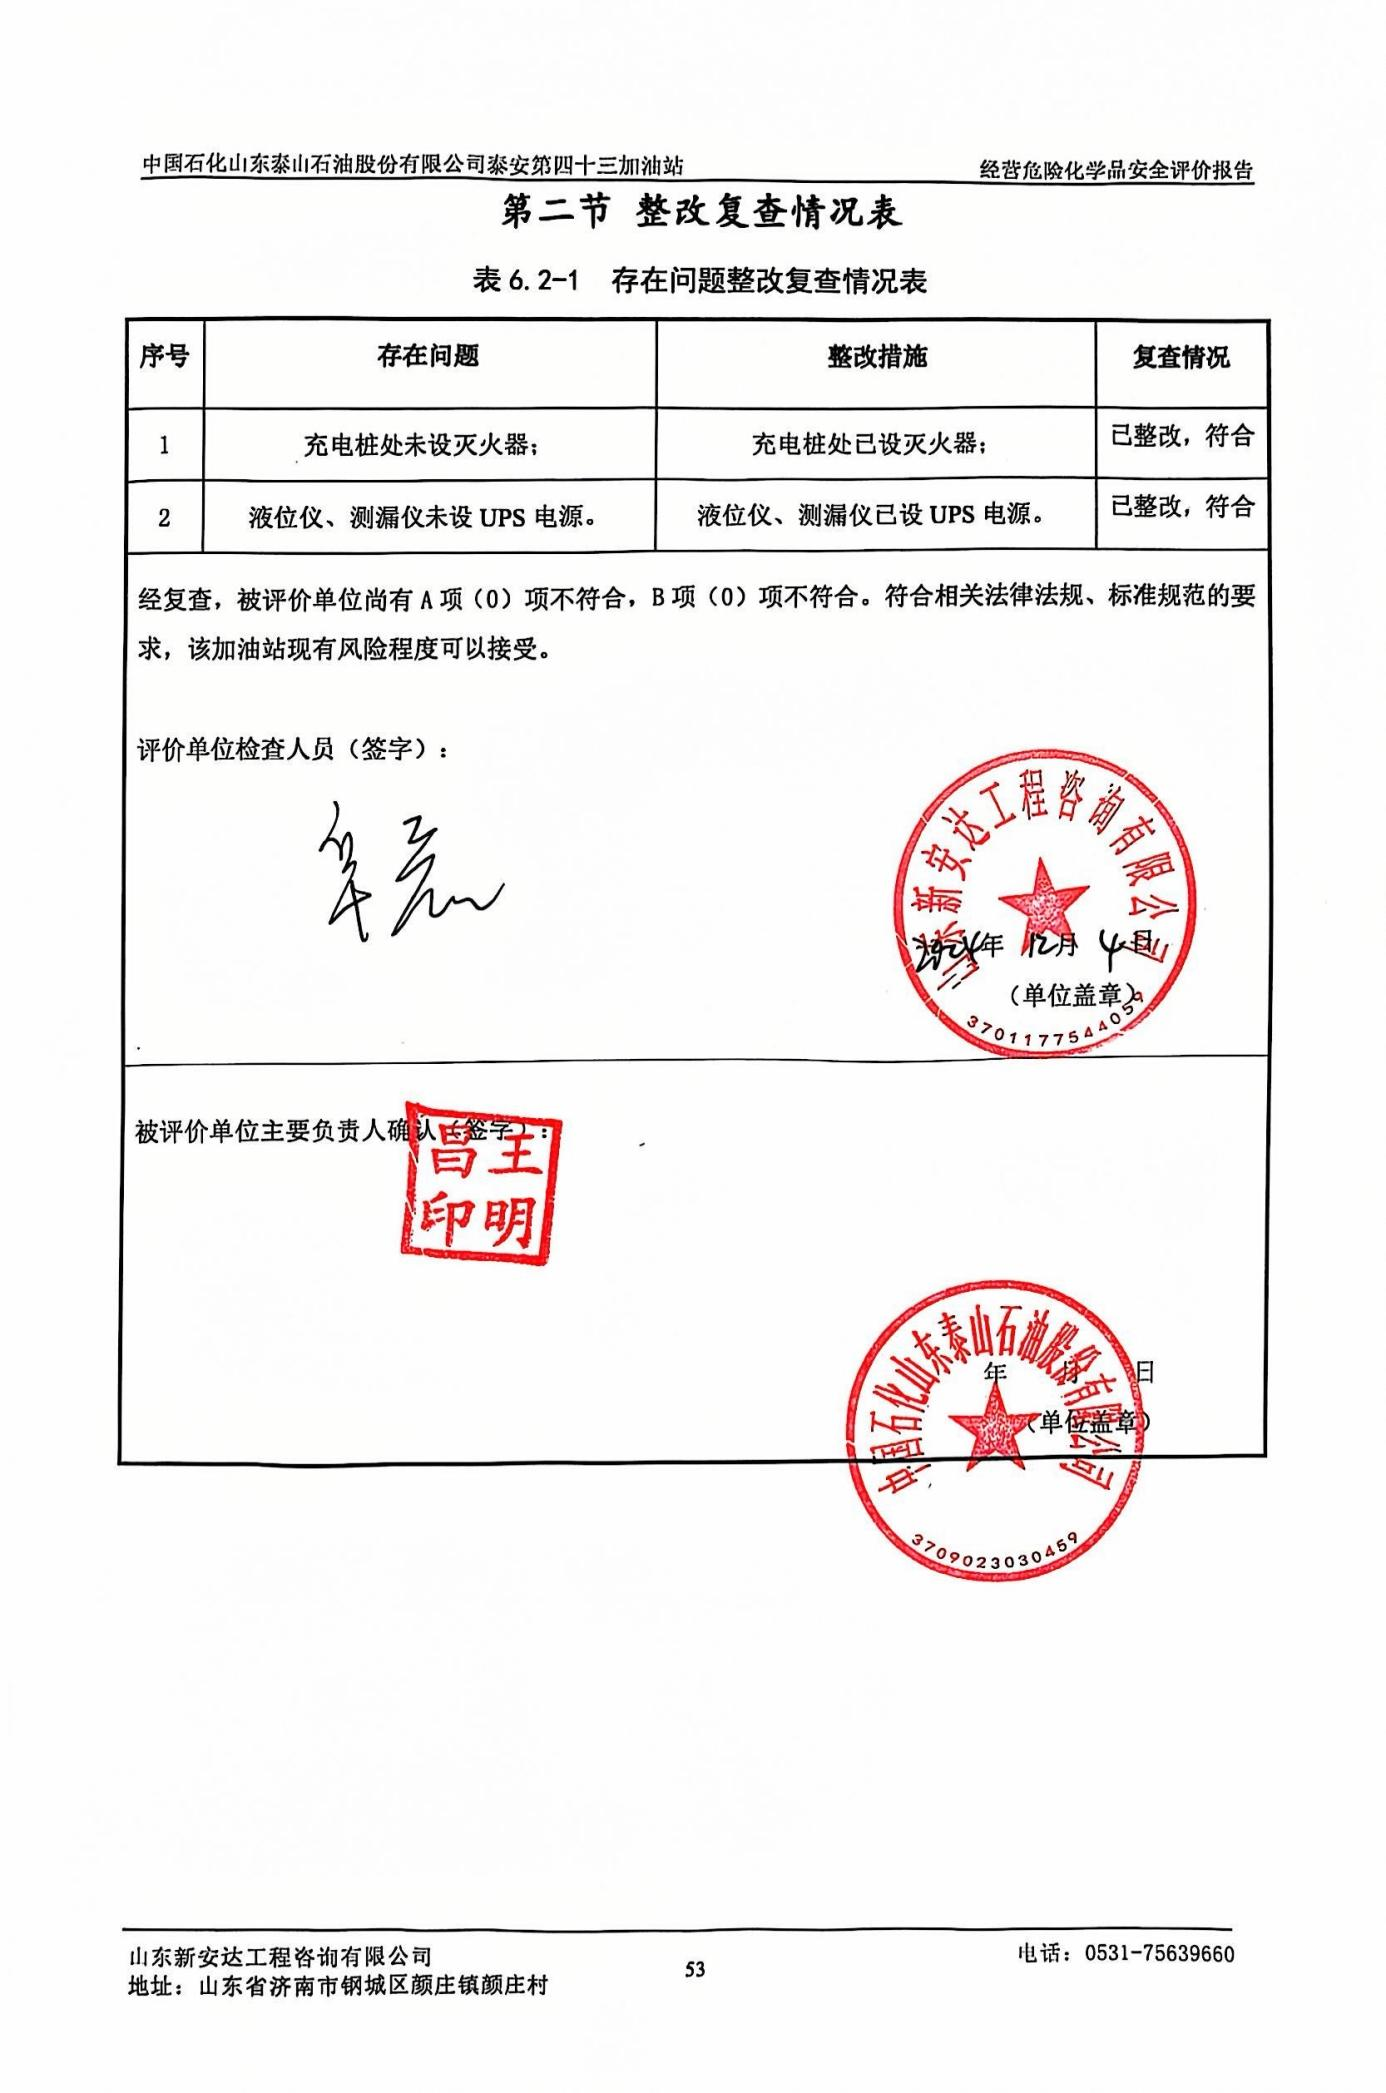 中国石化山东泰山石油股份有限公司泰安第四十三加油站 经营危险化学品安全评价报告
第二节 整改复查情况表
表 6.2-1 存在问题整改复查情况表
序号 存在问题 整改措施 复查情况
1 充电桩处未设灭火器； 充电桩处已设灭火器； 已整改，符合
2 液位仪、测漏仪未设 UPS 电源。 液位仪、测漏仪已设 UPS 电源。 已整改，符合
经复查，被评价单位尚有 A 项（0）项不符合，B 项（0）项不符合。符合相关法律法规、标准规范的要
求，该加油站现有风险程度可以接受。
评价单位检查人员（签字）：
山东新安达工程咨询有限公司
2024年 12月 4日
（单位盖章）
3701177544059
被评价单位主要负责人确认（签字）：
王明昌印
中国石化山东泰山石油股份有限公司
年 月 日
（单位盖章）
3709023030459
山东新安达工程咨询有限公司
地址：山东省济南市钢城区颜庄镇颜庄村
53
电话：0531-75639660